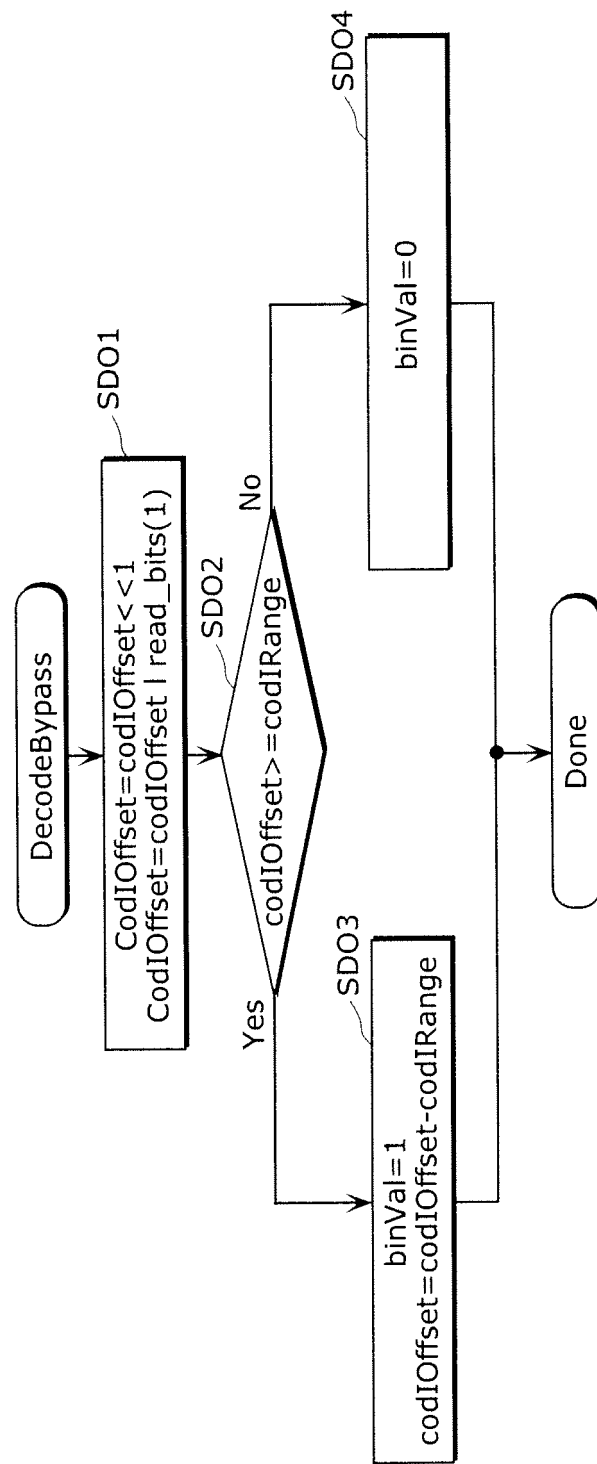 DecodeBypass
SDO1
CodIOffset=codIOffset<<1
CodIOffset=codIOffset | read_bits(1)
SDO2
codIOffset>=codIRange
Yes
No
SDO3
binVal=1
codIOffset=codIOffset-codIRange
SDO4
binVal=0
Done